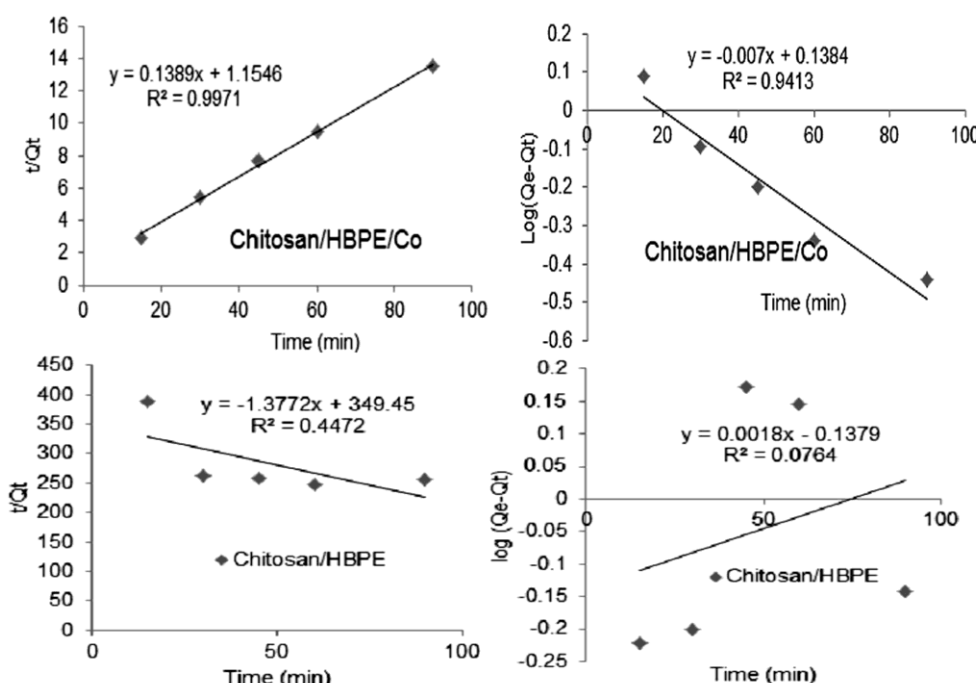 16
14
12
10
8
6
4
2
0
t/Qt
y = 0.1389x + 1.1546
R² = 0.9971
Chitosan/HBPE/Co
0 20 40 60 80 100
Time (min)
0.2
0.1
0
-0.1
-0.2
-0.3
-0.4
-0.5
-0.6
Log(Qe-Qt)
y = -0.007x + 0.1384
R² = 0.9413
0 20 40 60 80 100
Chitosan/HBPE/Co
Time (min)
450
400
350
300
250
200
150
100
50
0
t/Qt
y = -1.3772x + 349.45
R² = 0.4472
Chitosan/HBPE
0 50 100
Time (min)
0.2
0.15
0.1
0.05
0
-0.05
-0.1
-0.15
-0.2
-0.25
log (Qe-Qt)
y = 0.0018x - 0.1379
R² = 0.0764
0 50 100
Chitosan/HBPE
Time (min)